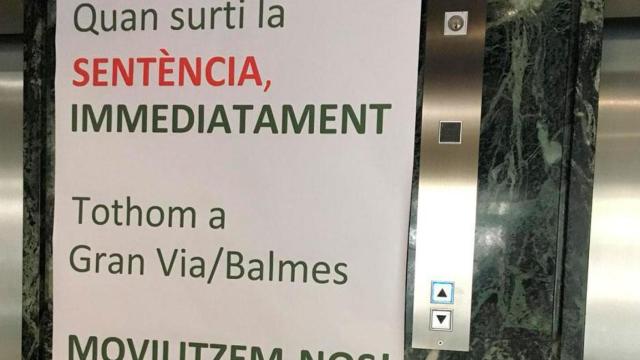 Quan surti la
SENTÈNCIA,
IMMEDIATAMENT
Tothom a
Gran Via/Balmes
MOVILITZEM-NOS!